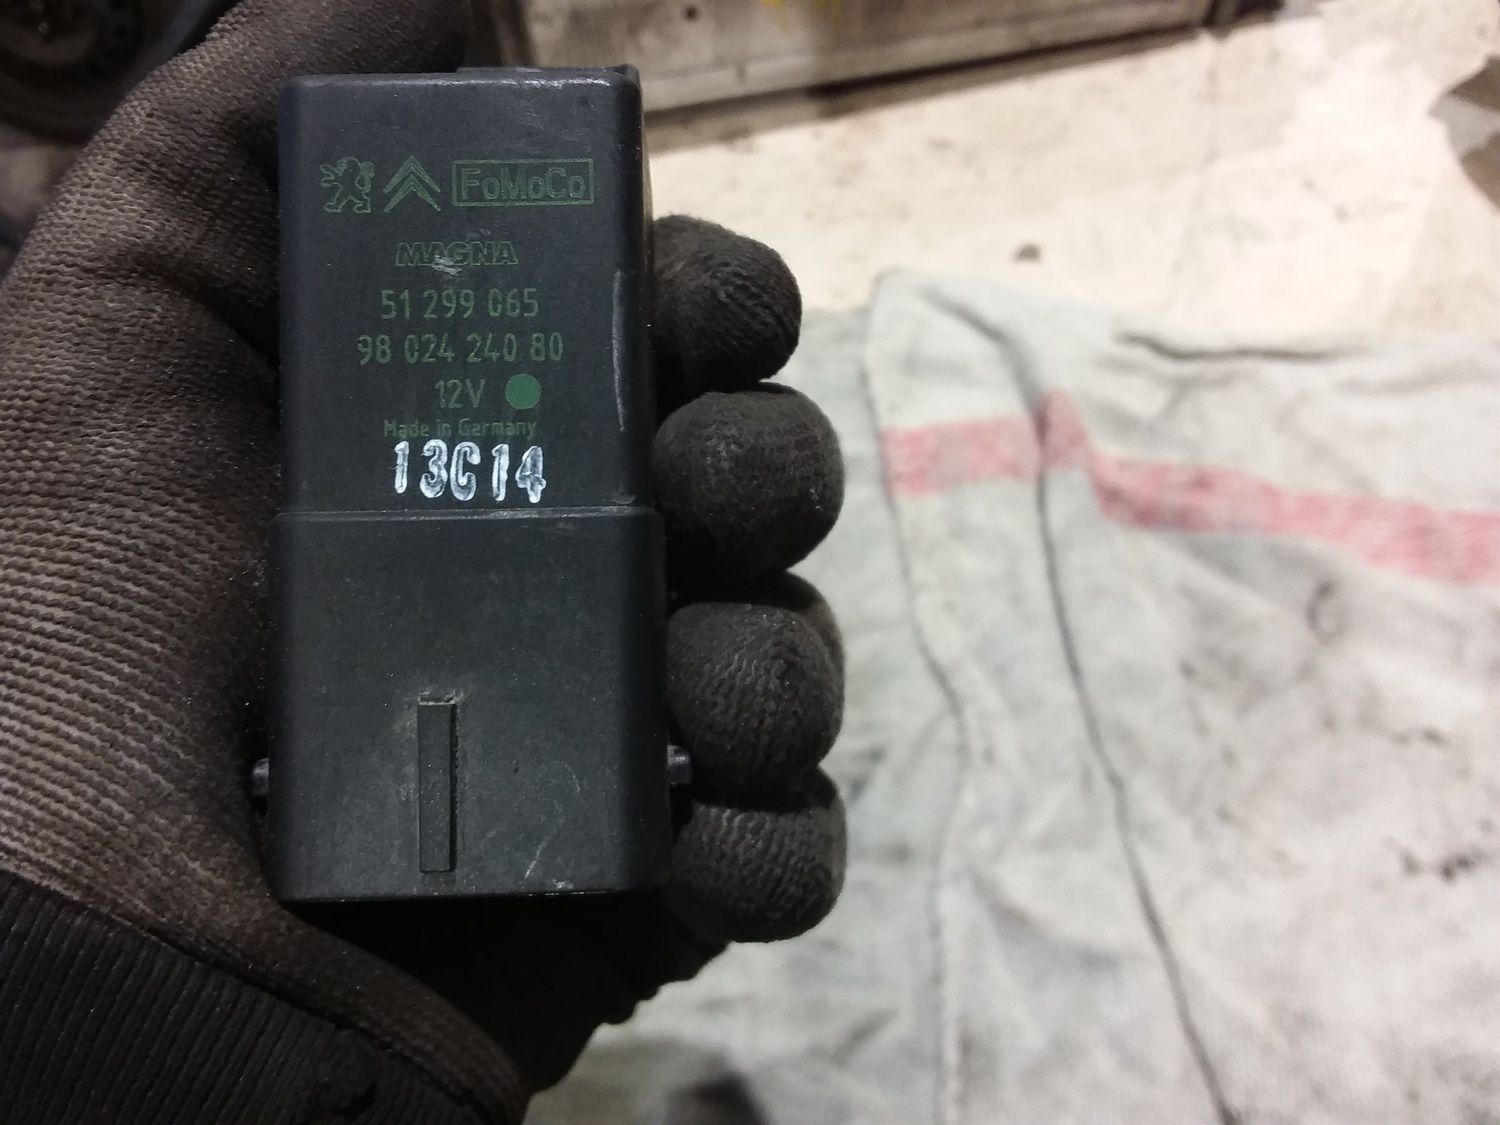 FoMoCo
MAGNA
51 299 065
98 024 240 80
12V
Made in Germany
13C14